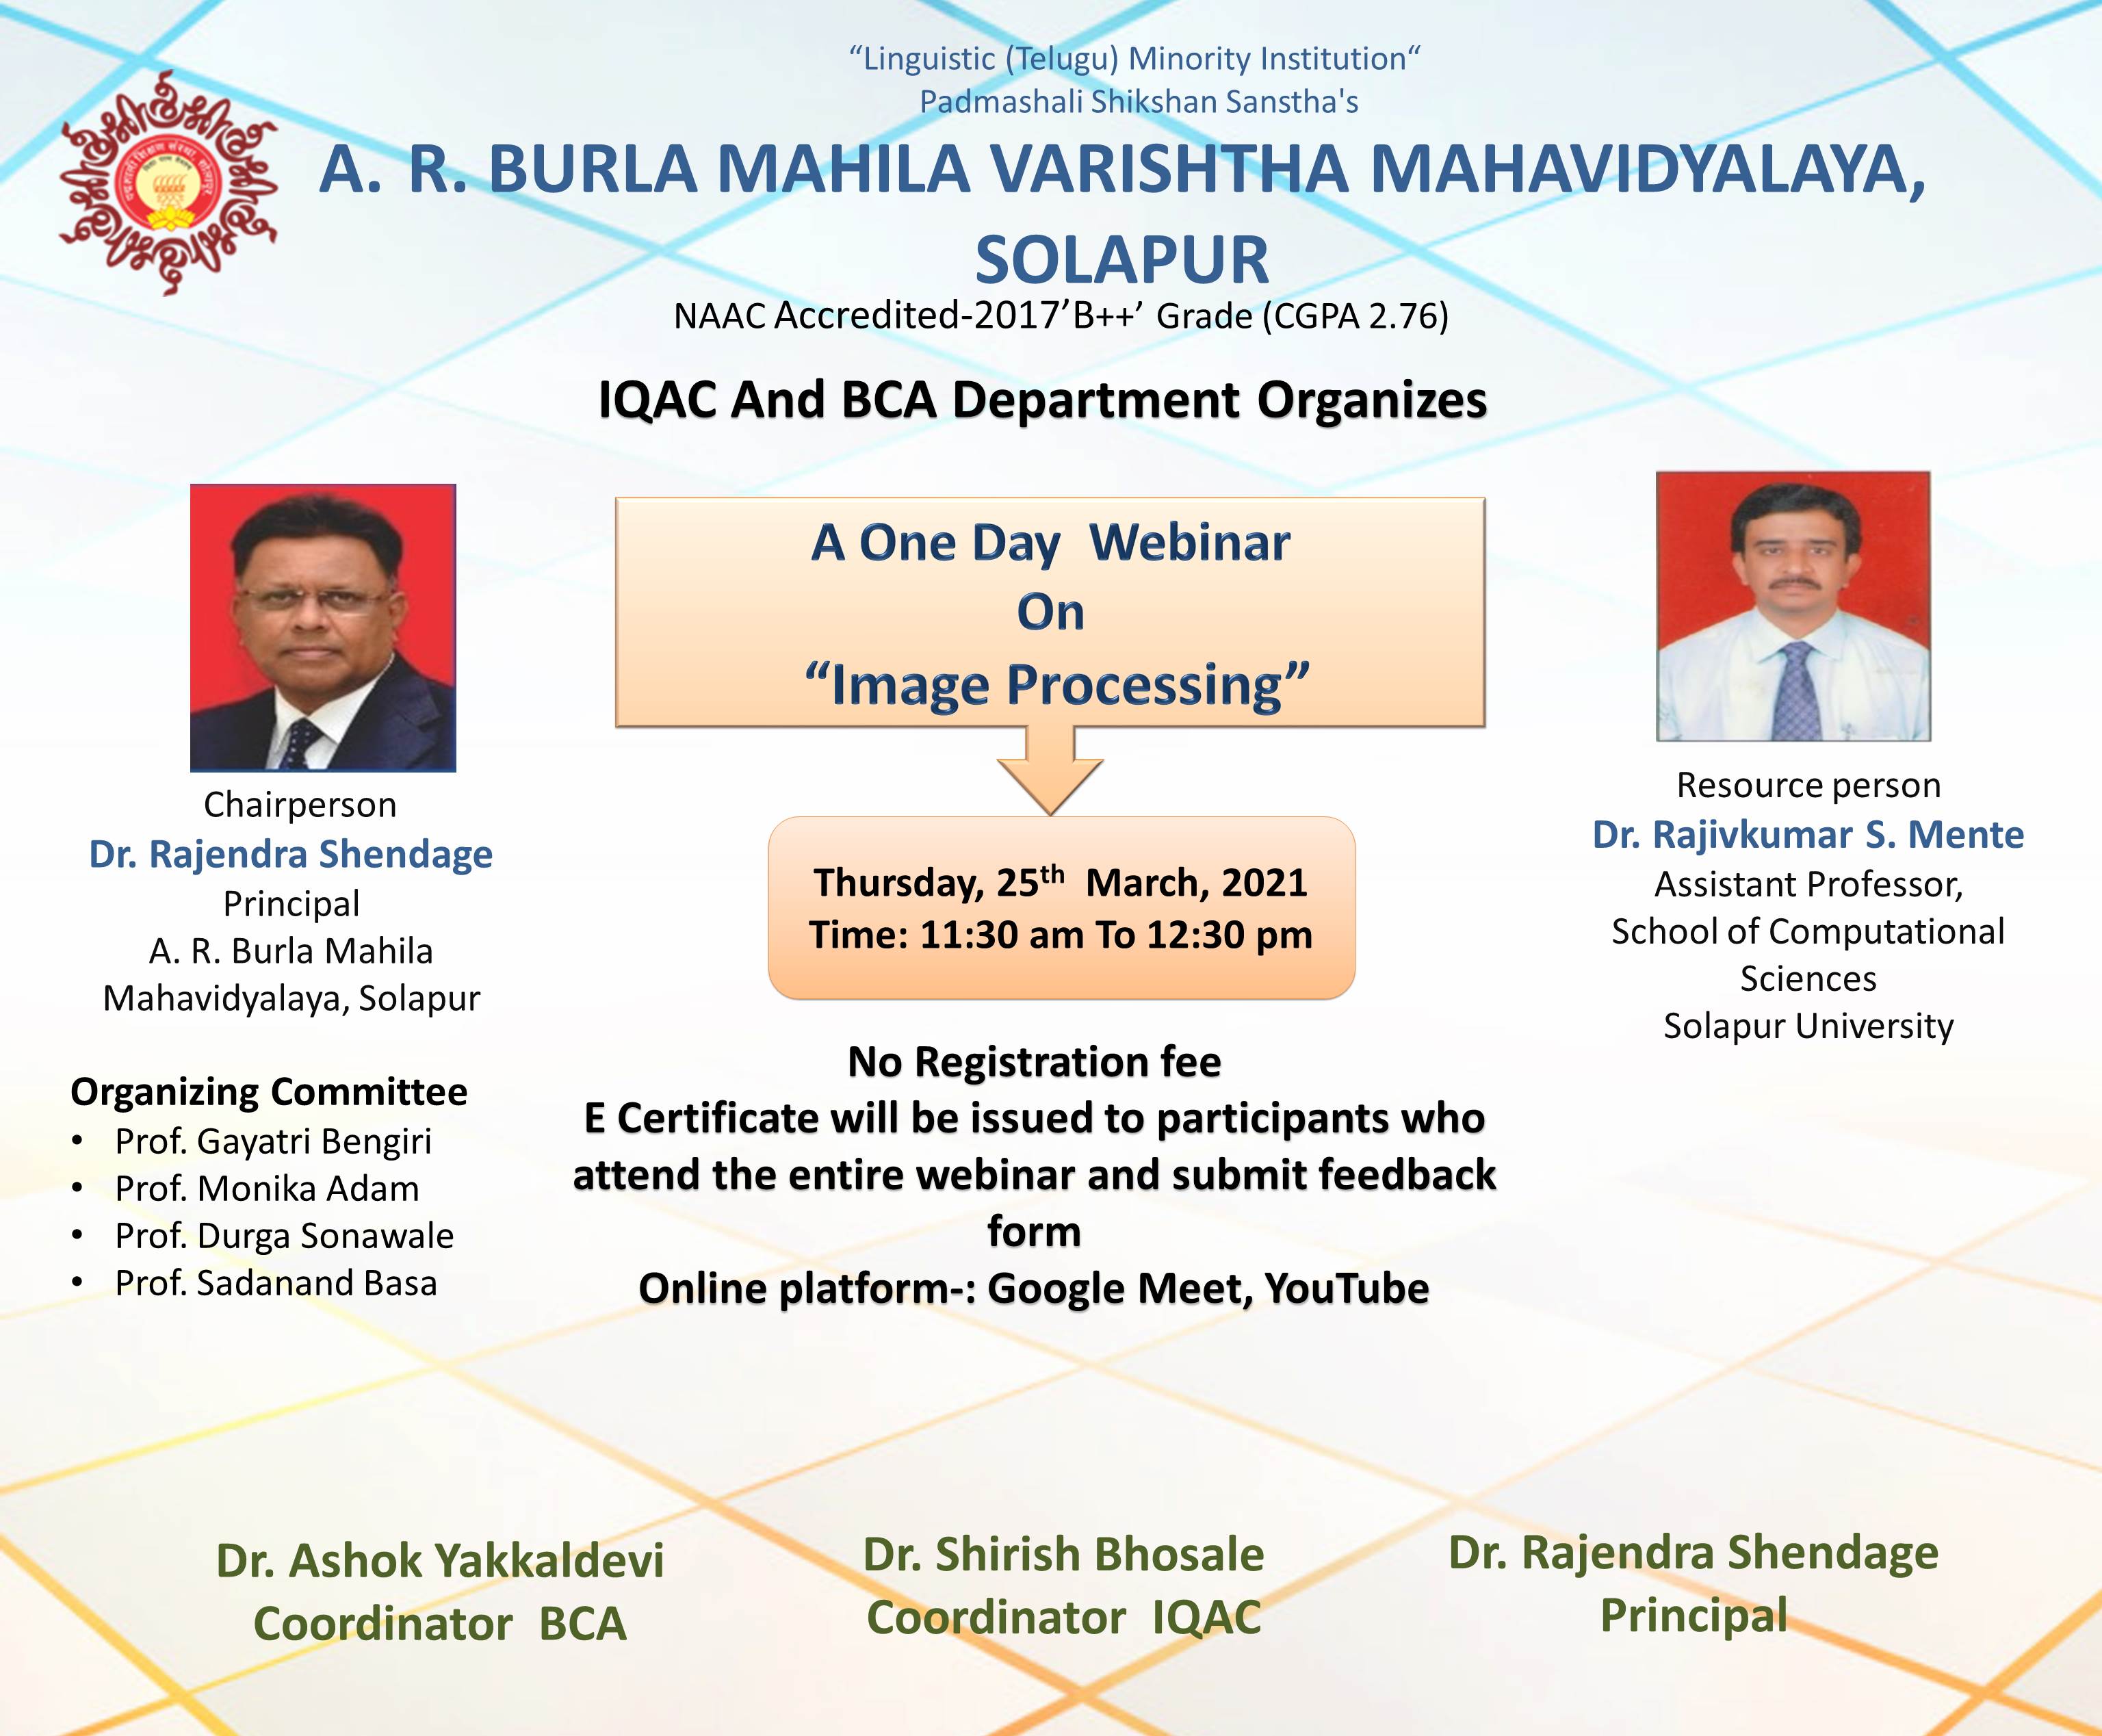 “Linguistic (Telugu) Minority Institution“
Padmashali Shikshan Sanstha's
A. R. BURLA MAHILA VARISHTHA MAHAVIDYALAYA,
SOLAPUR
NAAC Accredited-2017’B++’ Grade (CGPA 2.76)
IQAC And BCA Department Organizes
A One Day Webinar
On
“Image Processing”
Thursday, 25th March, 2021
Time: 11:30 am To 12:30 pm
Chairperson
Dr. Rajendra Shendage
Principal
A. R. Burla Mahila
Mahavidyalaya, Solapur
Resource person
Dr. Rajivkumar S. Mente
Assistant Professor,
School of Computational
Sciences
Solapur University
Organizing Committee
• Prof. Gayatri Bengiri
• Prof. Monika Adam
• Prof. Durga Sonawale
• Prof. Sadanand Basa
No Registration fee
E Certificate will be issued to participants who
attend the entire webinar and submit feedback
form
Online platform-: Google Meet, YouTube
Dr. Ashok Yakkaldevi
Coordinator BCA
Dr. Shirish Bhosale
Coordinator IQAC
Dr. Rajendra Shendage
Principal